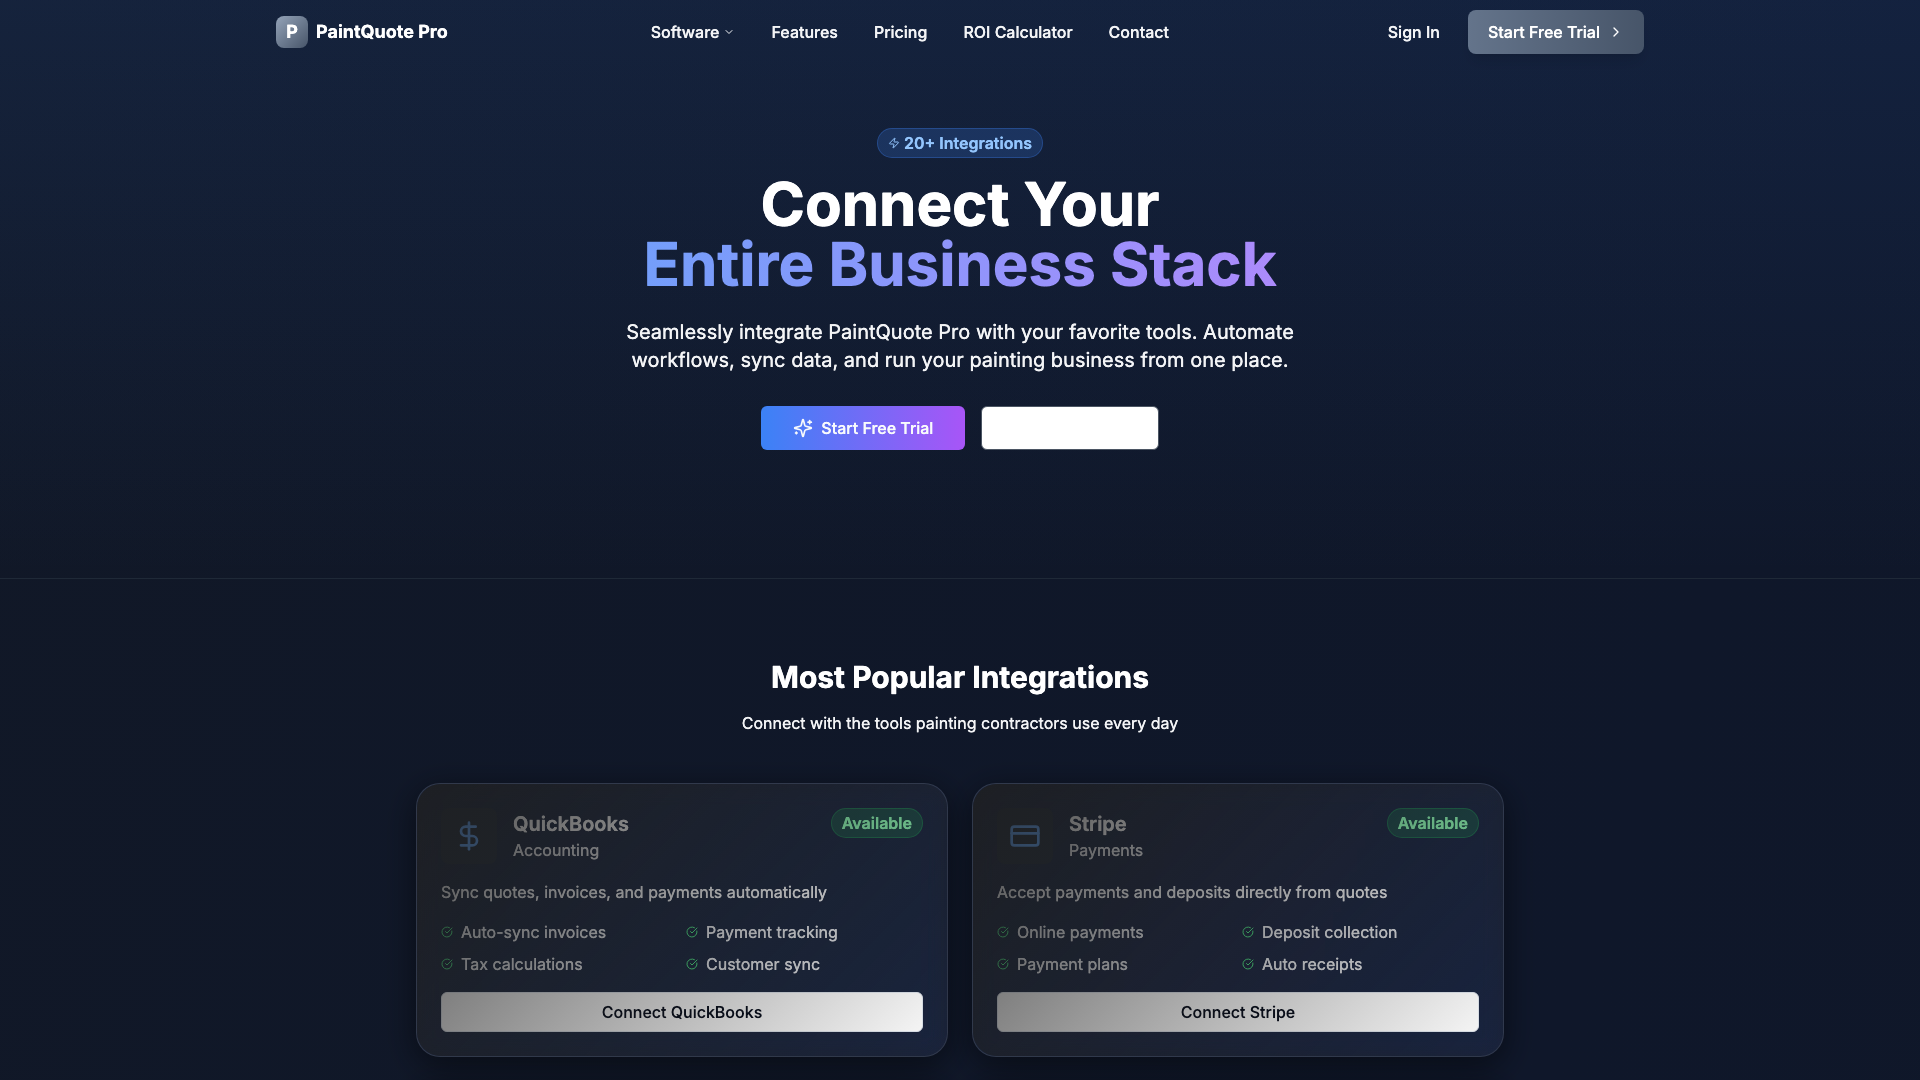 P PaintQuote Pro
Software
Features
Pricing
ROI Calculator
Contact
Sign In
Start Free Trial
20+ Integrations
Connect Your
Entire Business Stack
Seamlessly integrate PaintQuote Pro with your favorite tools. Automate
workflows, sync data, and run your painting business from one place.
Start Free Trial
Most Popular Integrations
Connect with the tools painting contractors use every day
QuickBooks
Accounting
Available
Sync quotes, invoices, and payments automatically
Auto-sync invoices
Payment tracking
Tax calculations
Customer sync
Connect QuickBooks
Stripe
Payments
Available
Accept payments and deposits directly from quotes
Online payments
Deposit collection
Payment plans
Auto receipts
Connect Stripe